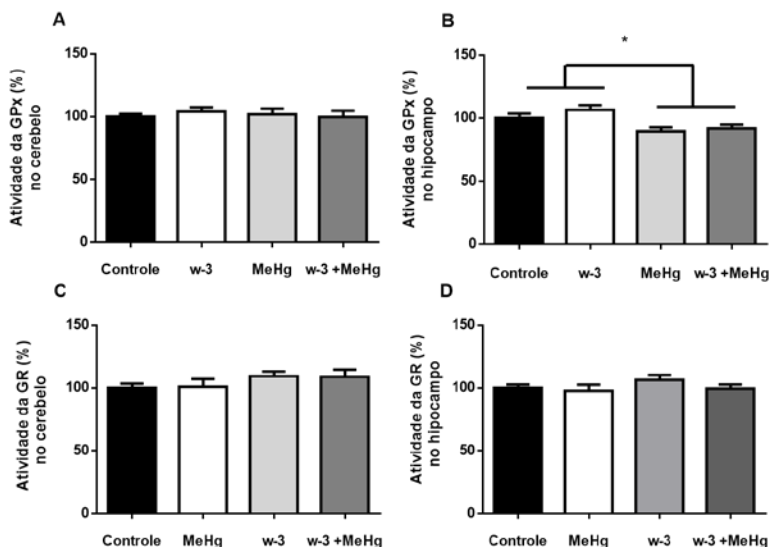 A
Atividade da GPx (%)
no cerebelo
150
100
50
0
Controle w-3 MeHg w-3 +MeHg
B
*
Atividade da GPx (%)
no hipocampo
150
100
50
0
Controle w-3 MeHg w-3 +MeHg
C
Atividade da GR (%)
no cerebelo
150
100
50
0
Controle MeHg w-3 w-3 +MeHg
D
Atividade da GR (%)
no hipocampo
150
100
50
0
Controle MeHg w-3 w-3 +MeHg